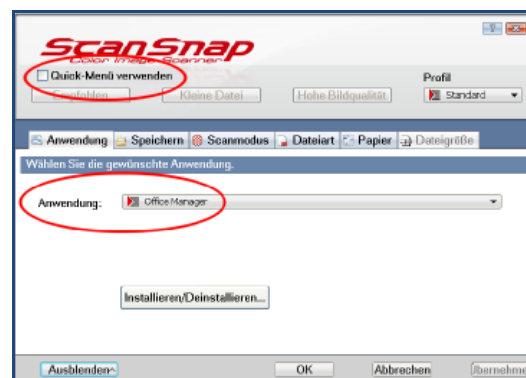 ScanSnap
Color Image Scanner
Quick-Menü verwenden
Profil
Empfohlen Kleine Datei Hohe Bildqualität Standard
Anwendung Speichern Scanmodus Dateiart Papier Dateigröße
Wählen Sie die gewünschte Anwendung.
Anwendung: Office Manager
Installieren/Deinstallieren...
Ausblenden OK Abbrechen Übernehme